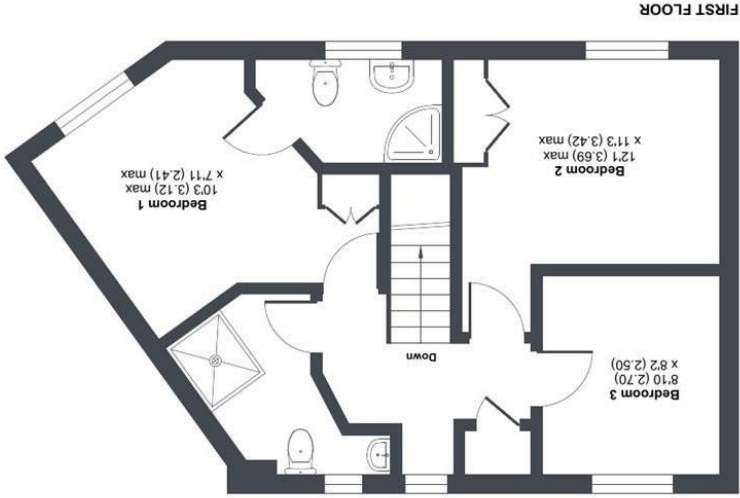 Bedroom 3
8'10 (2.70)
x 8'2 (2.50)
Down
Bedroom 2
12'1 (3.69) max
x 11'3 (3.42) max
Bedroom 1
10'3 (3.12) max
x 7'11 (2.41) max
FIRST FLOOR